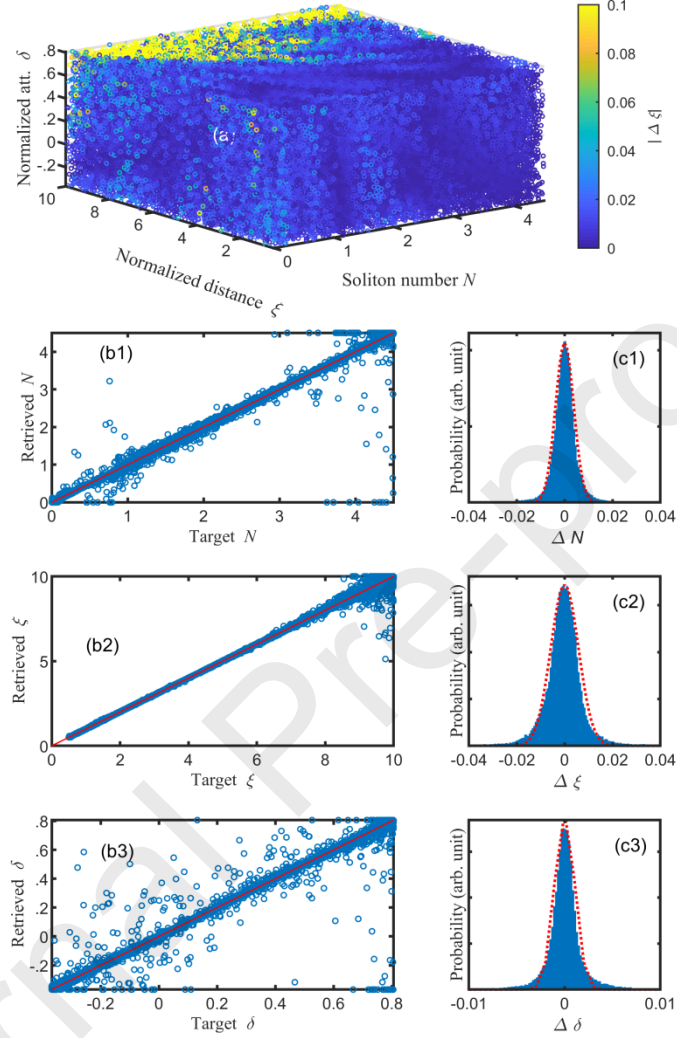 0.1
0.08
0.06
0.04
0.02
0
| Δ ξ|
Normalized att. δ
.8
.6
.4
.2
0
-.2
(a)
10
8
6
4
2
0
1
2
3
4
Normalized distance ξ
Soliton number N
(b1)
Retrieved N
4
3
2
1
0
0
1
2
3
4
Target N
(c1)
Probability (arb. unit)
-0.04
-0.02
0
0.02
0.04
Δ N
(b2)
Retrieved ξ
10
5
0
0
2
4
6
8
10
Target ξ
(c2)
Probability (arb. unit)
-0.04
-0.02
0
0.02
0.04
Δ ξ
(b3)
Retrieved δ
.8
.6
.4
.2
.0
-.2
-0.2
0
0.2
0.4
0.6
0.8
Target δ
(c3)
Probability (arb. unit)
-0.01
0
0.01
Δ δ
rnal Pre-pro